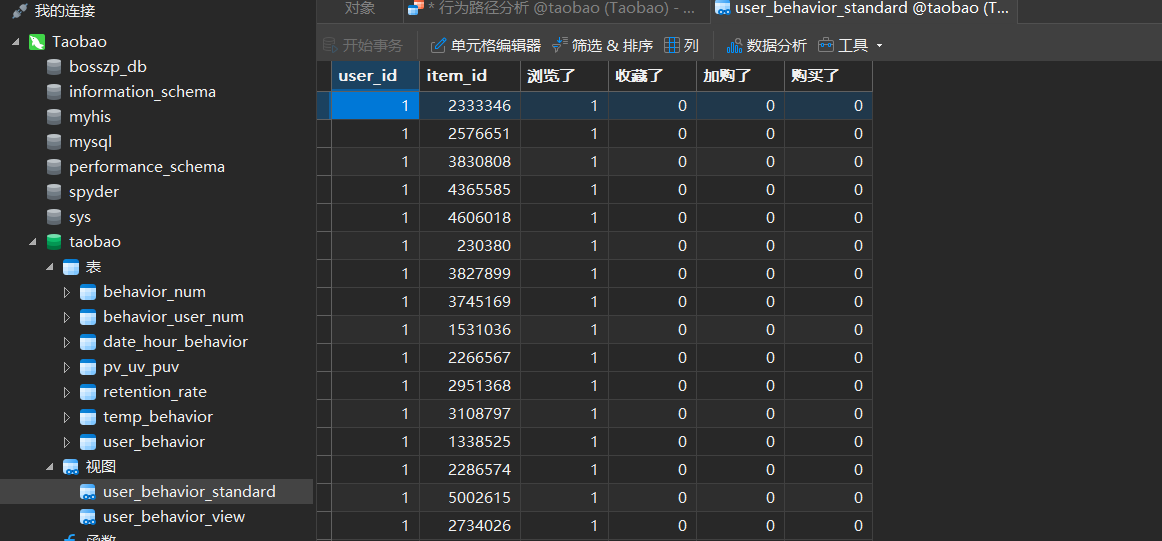 我的连接
Taobao
bosszp_db
information_schema
myhis
mysql
performance_schema
spyder
sys
taobao
表
behavior_num
behavior_user_num
date_hour_behavior
pv_uv_puv
retention_rate
temp_behavior
user_behavior
视图
user_behavior_standard
user_behavior_view
函数
对象 * 行为路径分析 @taobao (Taobao) - ... user_behavior_standard @taobao (T...
开始事务 单元格编辑器 筛选 & 排序 列 数据分析 工具
user_id item_id 浏览了 收藏了 加购了 购买了
1 2333346 1 0 0 0
1 2576651 1 0 0 0
1 3830808 1 0 0 0
1 4365585 1 0 0 0
1 4606018 1 0 0 0
1 230380 1 0 0 0
1 3827899 1 0 0 0
1 3745169 1 0 0 0
1 1531036 1 0 0 0
1 2266567 1 0 0 0
1 2951368 1 0 0 0
1 3108797 1 0 0 0
1 1338525 1 0 0 0
1 2286574 1 0 0 0
1 5002615 1 0 0 0
1 2734026 1 0 0 0